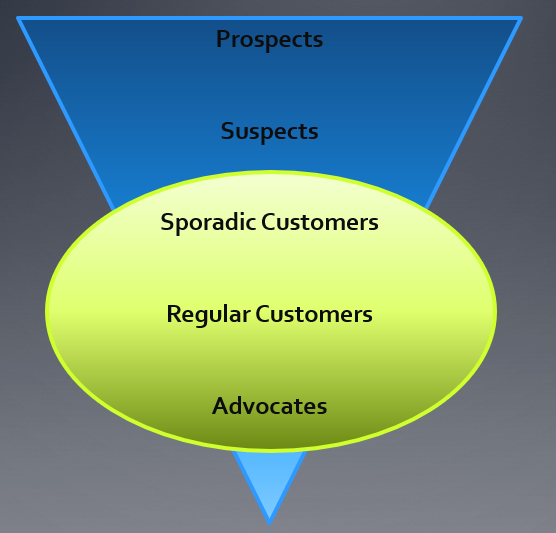 Prospects
Suspects
Sporadic Customers
Regular Customers
Advocates